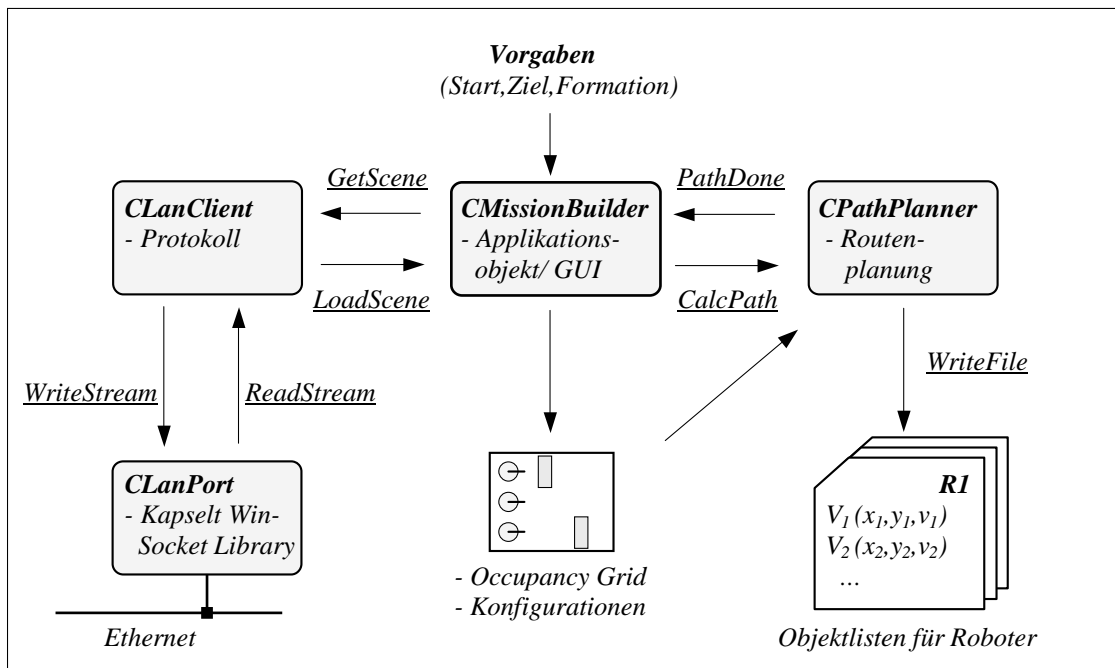 Vorgaben
(Start,Ziel,Formation)
GetScene
PathDone
CLanClient
- Protokoll
CMissionBuilder
- Applikations-
objekt/ GUI
CPathPlanner
- Routen-
planung
LoadScene
CalcPath
WriteStream
ReadStream
WriteFile
CLanPort
- Kapselt Win-
Socket Library
R1
V1 (x1,y1,v1)
V2 (x2,y2,v2)
...
- Occupancy Grid
- Konfigurationen
Ethernet
Objektlisten für Roboter